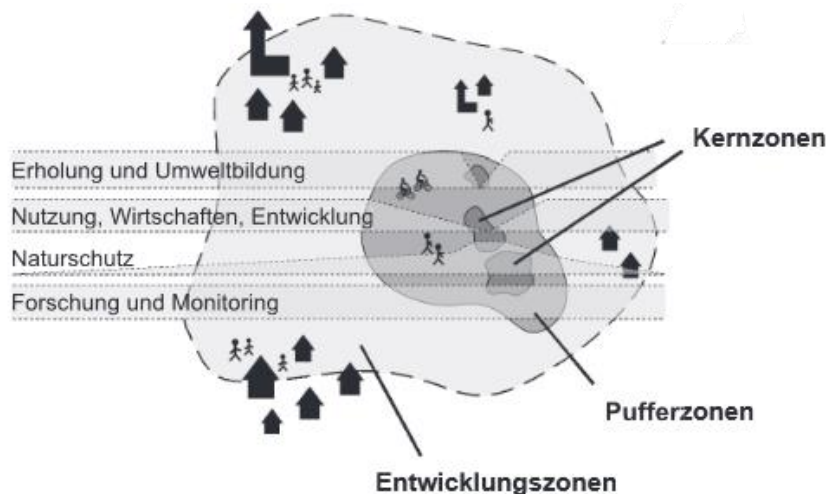 Kernzonen
Erholung und Umweltbildung
Nutzung, Wirtschaften, Entwicklung
Naturschutz
Forschung und Monitoring
Pufferzonen
Entwicklungszonen